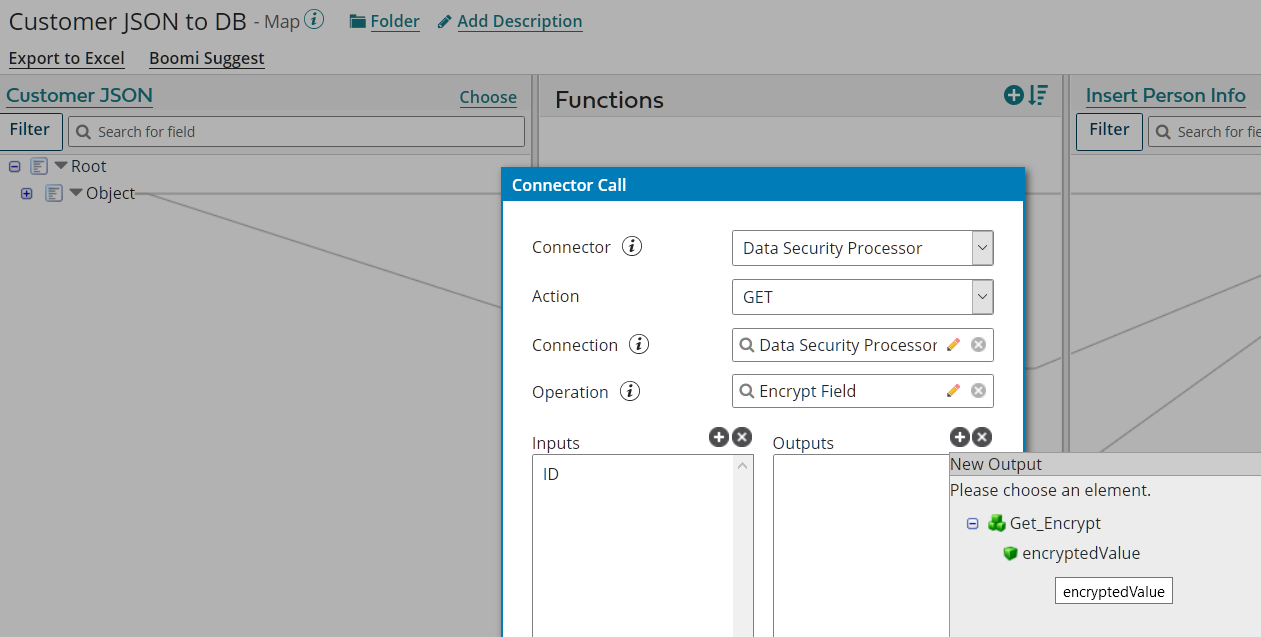 Customer JSON to DB - Map i Folder Add Description
Export to Excel Boomi Suggest
Customer JSON Choose
Functions
Insert Person Info
Filter Search for field
Filter Search for fie
Root
Object
Connector Call
Connector i Data Security Processor
Action GET
Connection i Data Security Processor
Operation i Encrypt Field
Inputs Outputs
ID
New Output
Please choose an element.
Get_Encrypt
encryptedValue
encryptedValue